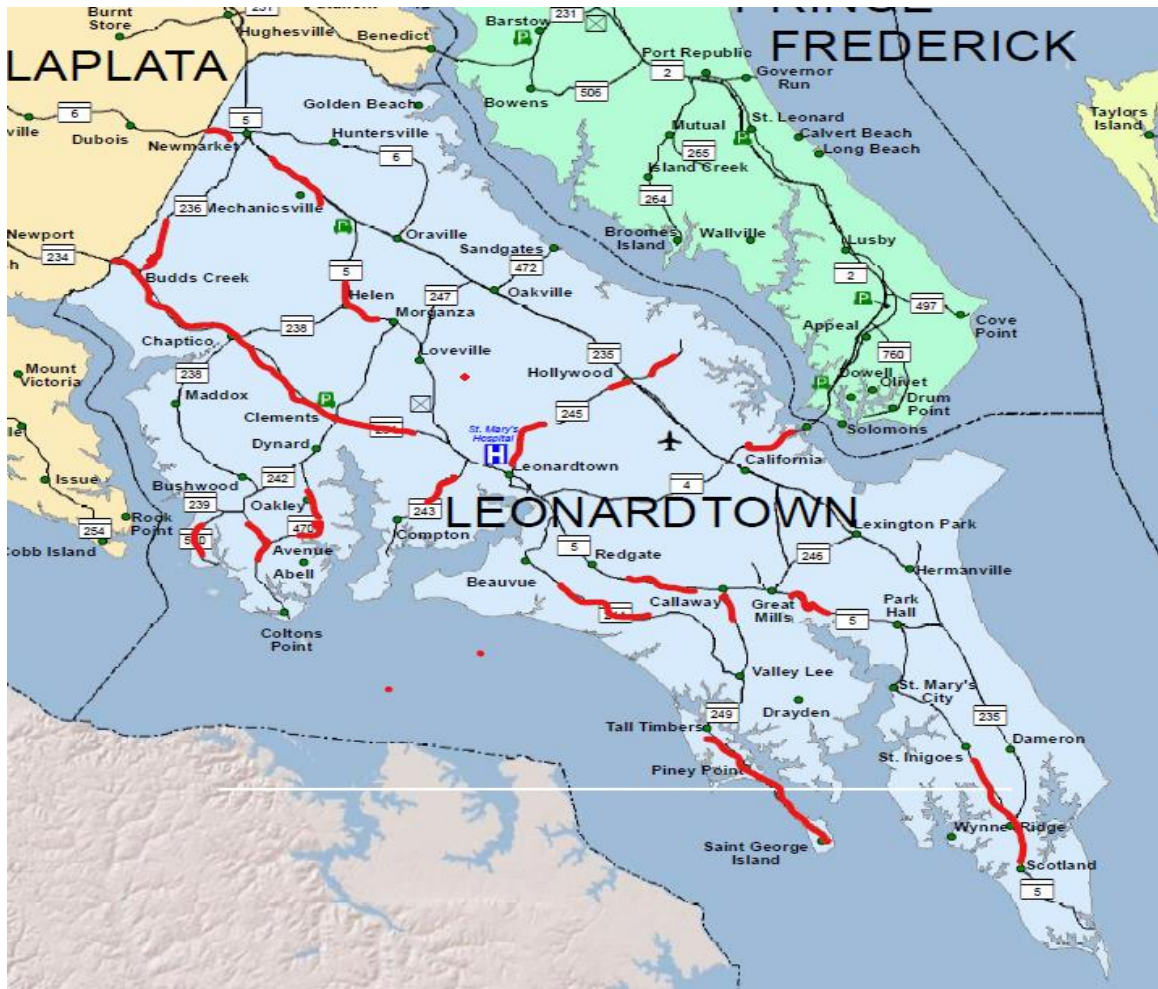 231
PRINCE
Burnt
Store
Hughesville
Barstow
231
FREDERICK
Benedict
Port Republic
LAPLATA
2
Governor
Run
Golden Beach
Bowens
506
Taylors
Island
6
5
St. Leonard
ville
Dubois
Newmarket
Huntersville
Mutual
Calvert Beach
Long Beach
6
265
Island Creek
236
Mechanicsville
264
Newport
Broomes
Island
Wallville
234
Oraville
Sandgates
Lusby
Budds Creek
5
472
2
Helen
247
Oakville
497
Morganza
Cove
Point
Chaptico
238
Appeal
Loveville
235
760
Mount
Victoria
238
Hollywood
Dowell
Olivet
Maddox
Drum
Point
Clements
245
St. Mary's
Hospital
Solomons
Dynard
H
California
Leonardtown
Issue
Bushwood
242
4
239
Oakley
243
LEONARDTOWN
Rock
Point
254
470
Compton
Lexington Park
Cobb Island
Avenue
5
Redgate
246
Abell
Beauvue
Hermanville
Callaway
Great
Mills
Park
Hall
5
Coltons
Point
Valley Lee
St. Mary's
City
249
Drayden
235
Tall Timbers
Dameron
St. Inigoes
Piney Point
Wynne
Ridge
Saint George
Island
Scotland
5